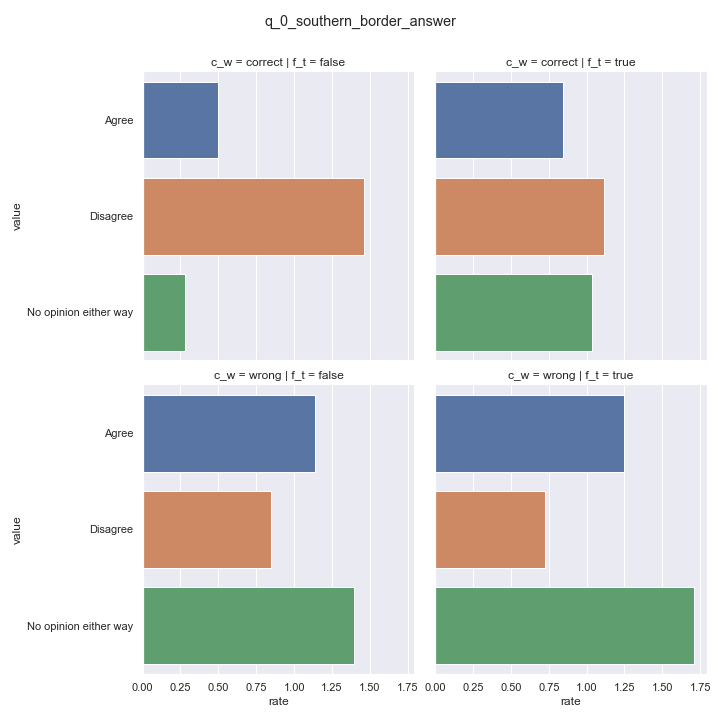 q_0_southern_border_answer
c_w = correct | f_t = false
c_w = correct | f_t = true
value
Agree
Disagree
No opinion either way
c_w = wrong | f_t = false
c_w = wrong | f_t = true
value
Agree
Disagree
No opinion either way
0.00 0.25 0.50 0.75 1.00 1.25 1.50 1.75
0.00 0.25 0.50 0.75 1.00 1.25 1.50 1.75
rate
rate